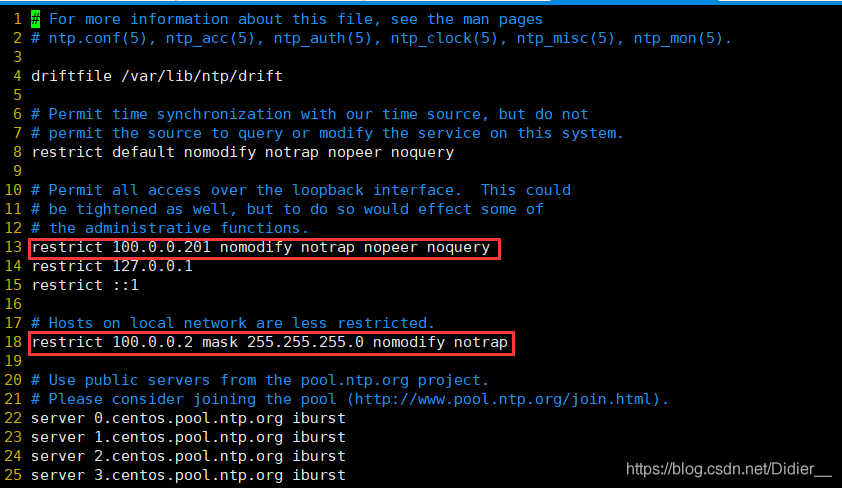 1 # For more information about this file, see the man pages
2 # ntp.conf(5), ntp_acc(5), ntp_auth(5), ntp_clock(5), ntp_misc(5), ntp_mon(5).
3
4 driftfile /var/lib/ntp/drift
5
6 # Permit time synchronization with our time source, but do not
7 # permit the source to query or modify the service on this system.
8 restrict default nomodify notrap nopeer noquery
9
10 # Permit all access over the loopback interface.  This could
11 # be tightened as well, but to do so would effect some of
12 # the administrative functions.
13 restrict 100.0.0.201 nomodify notrap nopeer noquery
14 restrict 127.0.0.1
15 restrict ::1
16
17 # Hosts on local network are less restricted.
18 restrict 100.0.0.2 mask 255.255.255.0 nomodify notrap
19
20 # Use public servers from the pool.ntp.org project.
21 # Please consider joining the pool (http://www.pool.ntp.org/join.html).
22 server 0.centos.pool.ntp.org iburst
23 server 1.centos.pool.ntp.org iburst
24 server 2.centos.pool.ntp.org iburst
25 server 3.centos.pool.ntp.org iburst
https://blog.csdn.net/Didier__